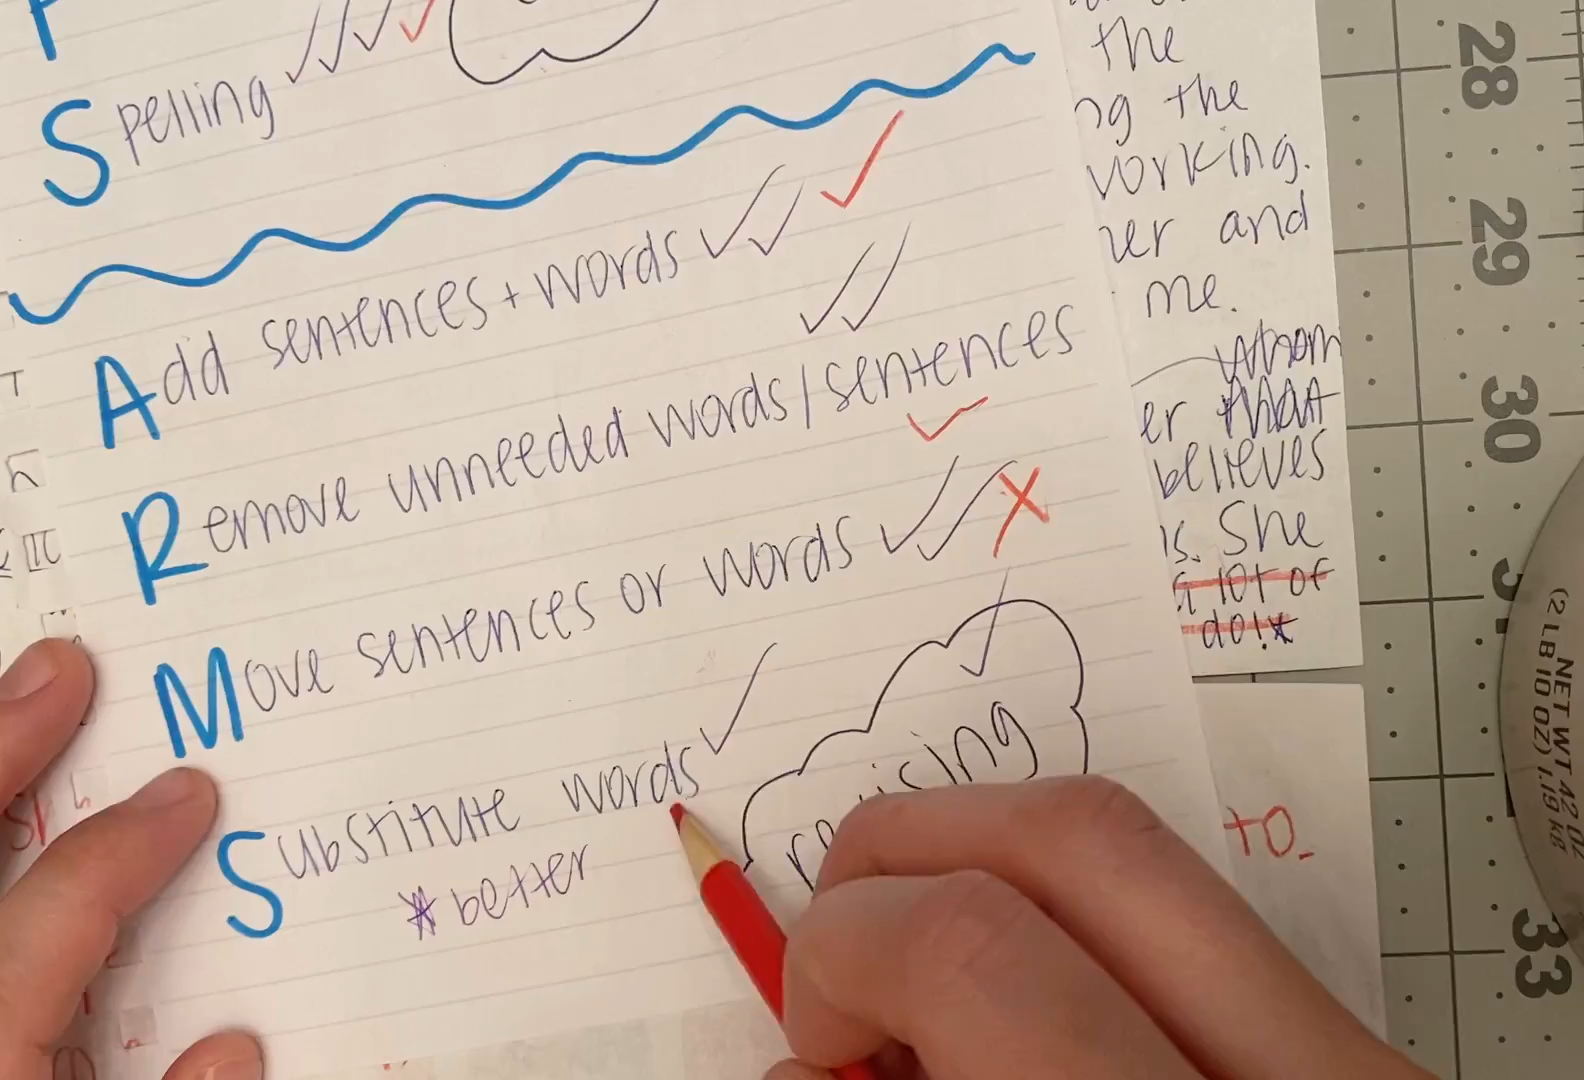 Spelling
Add sentences + words
Remove unneeded words / sentences
Move sentences or words
Substitute words
* better
the
the
working.
and
me.
whom
er that
believes
She
a lot of
do!*
to.
28
29
30
33
NET WT 42 OZ
(2 LB 10 OZ) 1.19 kg